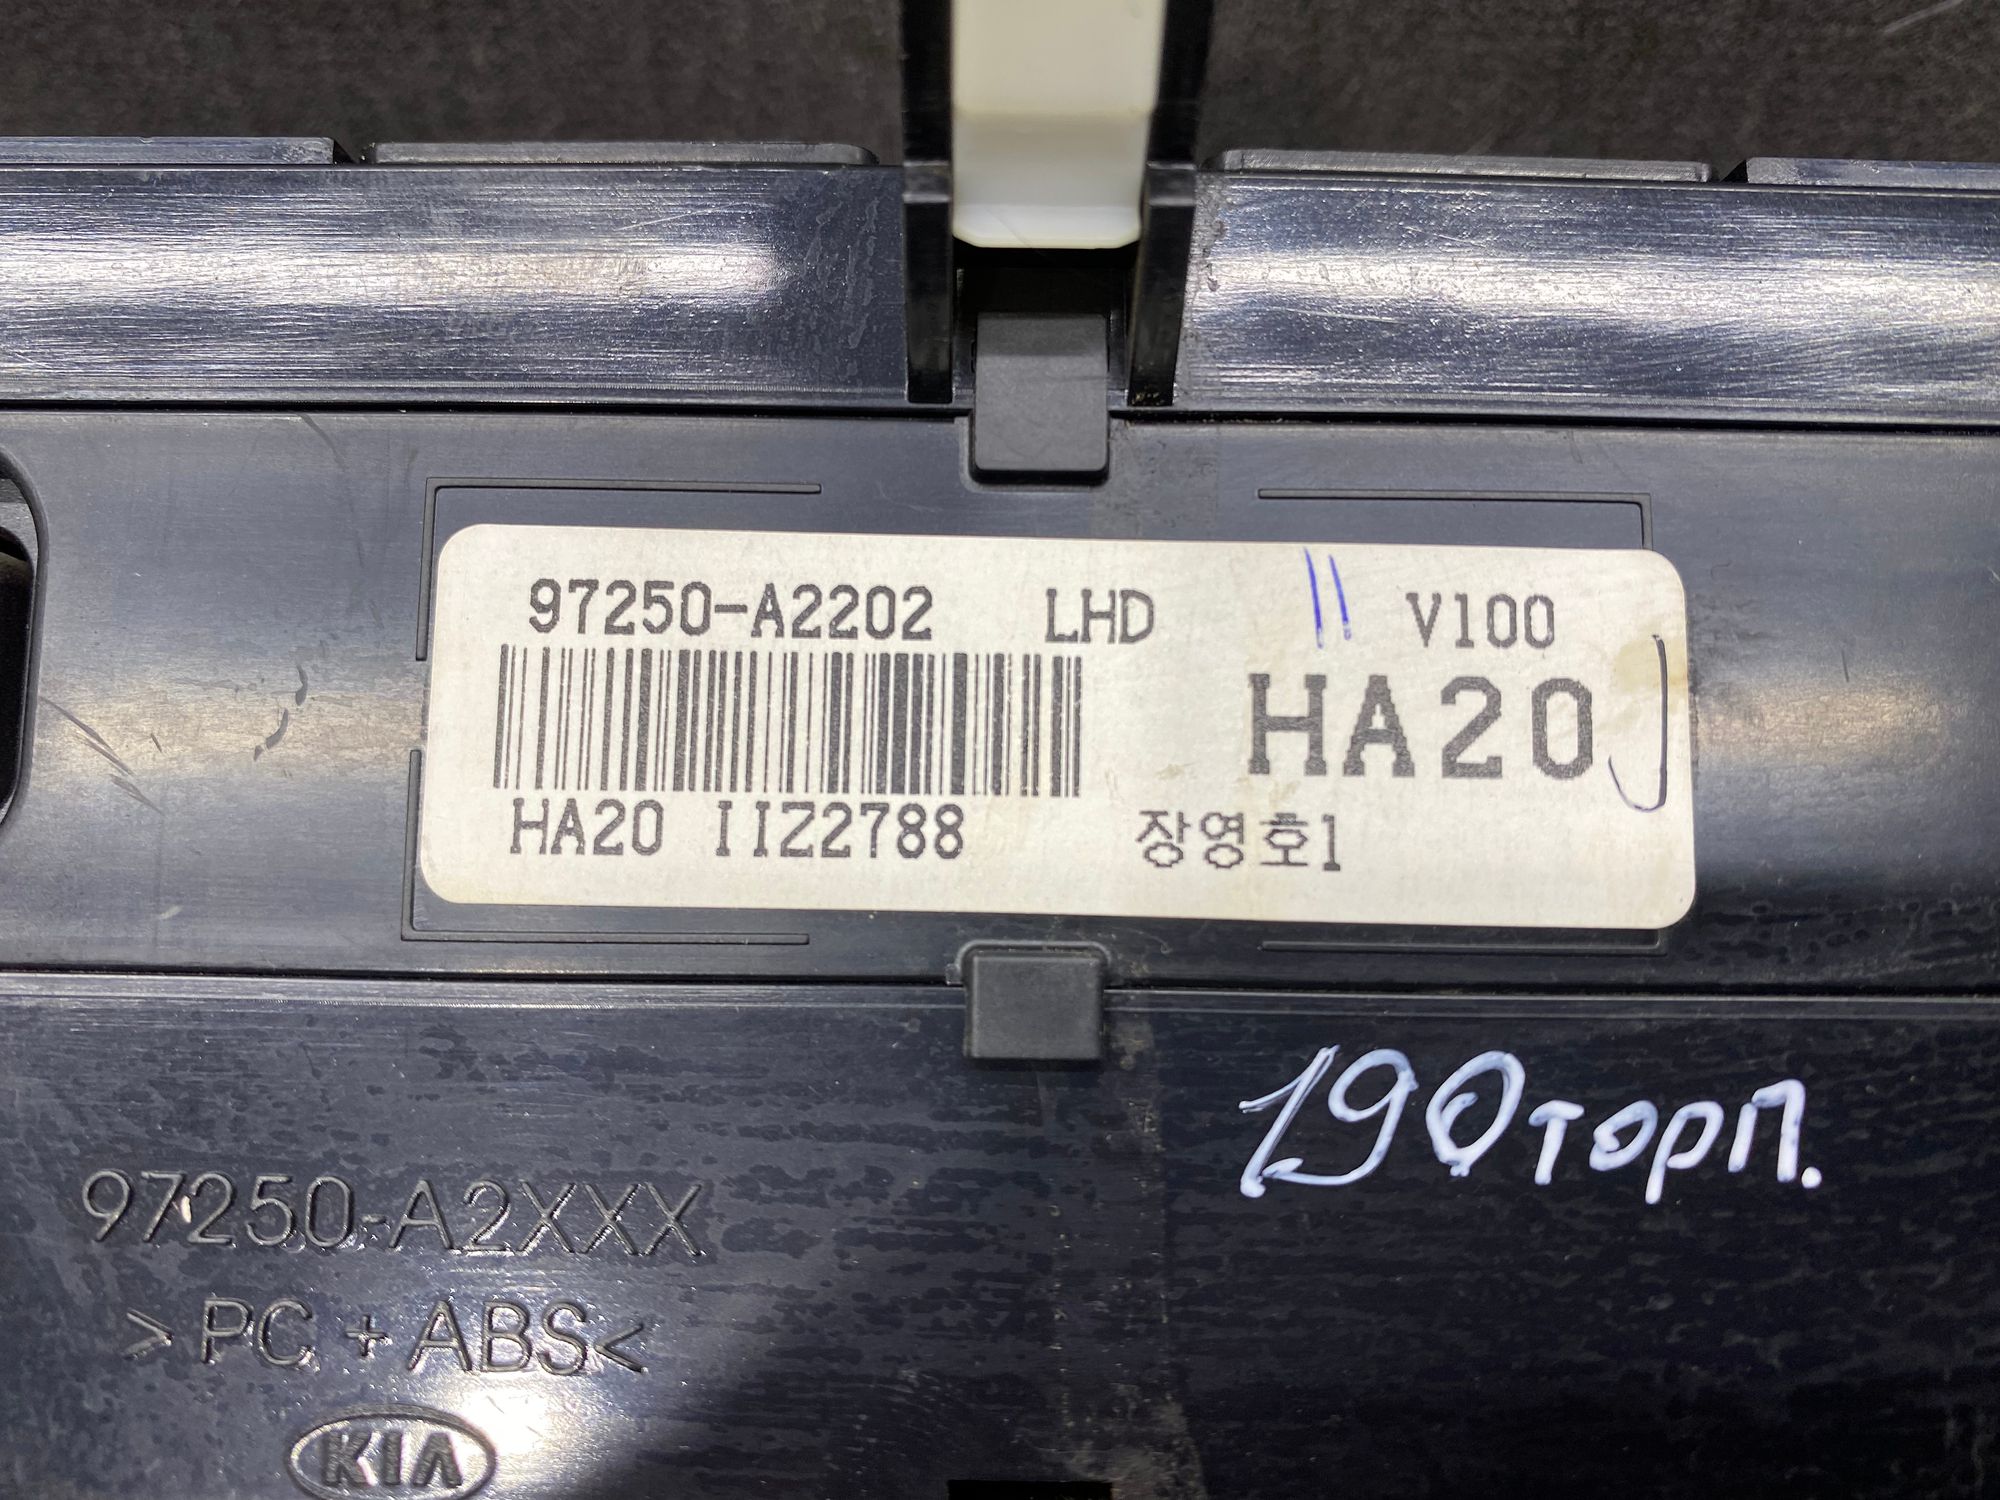 97250-A2202 LHD V100
HA20
HA20 IIZ2788 장영호1
190торп.
97250-A2XXX
>PC + ABS<
KIA